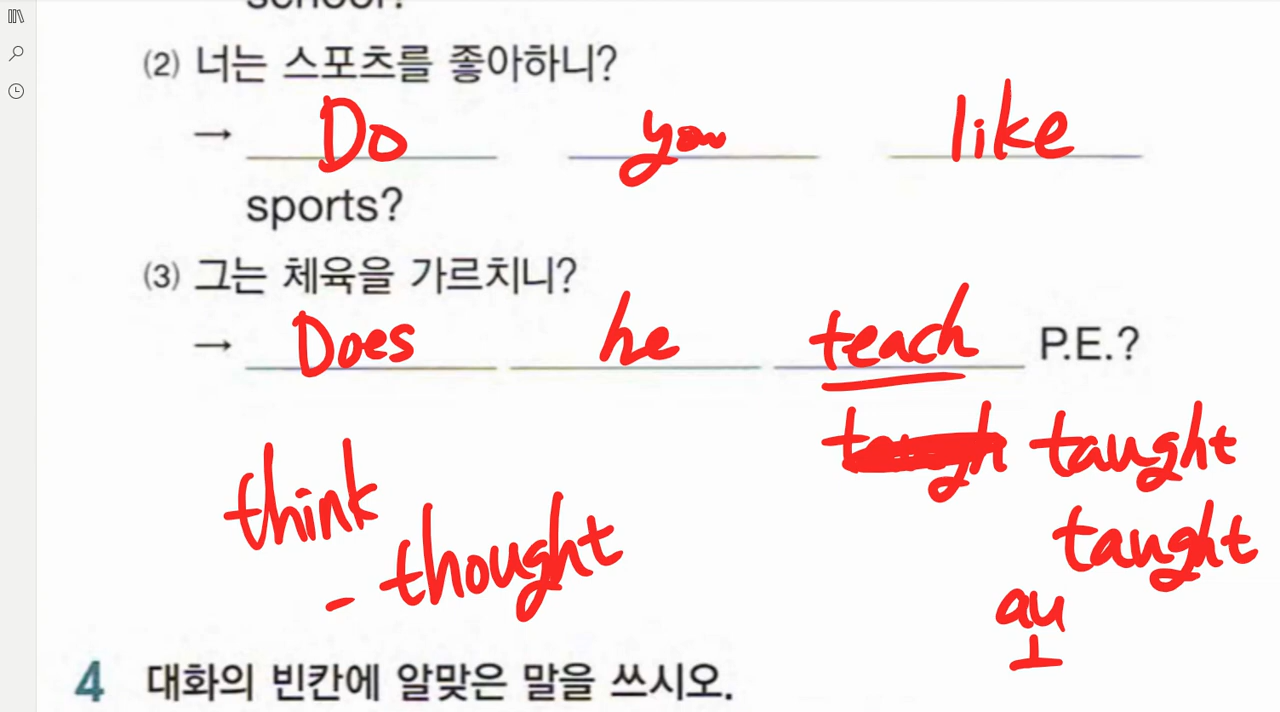 school?
(2) 너는 스포츠를 좋아하니?
→ Do you like
sports?
(3) 그는 체육을 가르치니?
→ Does he teach P.E.?
taught
think
- thought
taught
au
ㅗ
4 대화의 빈칸에 알맞은 말을 쓰시오.